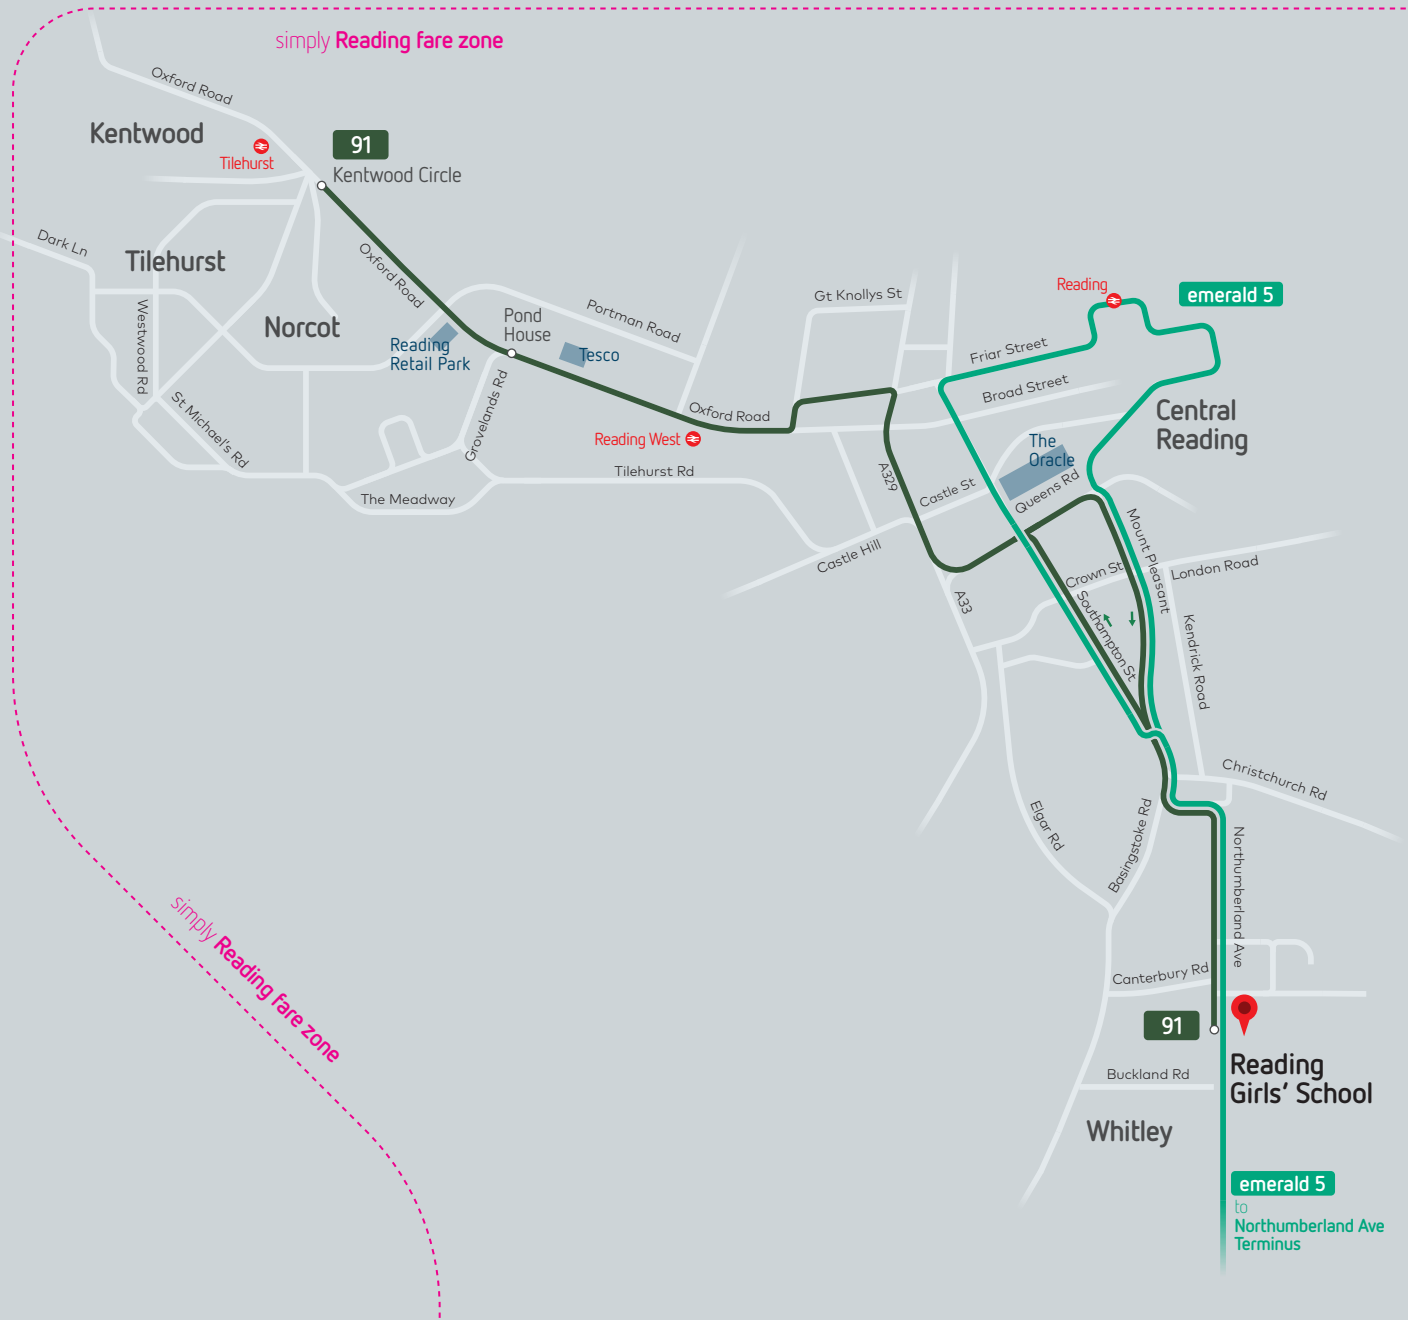 simply Reading fare zone
Oxford Road
Kentwood
Tilehurst
91
Kentwood Circle
Dark Ln
Tilehurst
Oxford Road
Westwood Rd
Norcot
Reading
Retail Park
Pond
House
Portman Road
Tesco
St Michael's Rd
Grovelands Rd
The Meadway
Oxford Road
Reading West
Tilehurst Rd
Gt Knollys St
Reading
emerald 5
Friar Street
Broad Street
Central
Reading
The
Oracle
Queens Rd
A329
Castle St
Castle Hill
A33
Mount Pleasant
Crown St
London Road
Southampton St
Kendrick Road
Christchurch Rd
Elgar Rd
Basingstoke Rd
Northumberland Ave
simply Reading fare zone
Canterbury Rd
91
Reading
Girls' School
Buckland Rd
Whitley
emerald 5
to
Northumberland Ave
Terminus